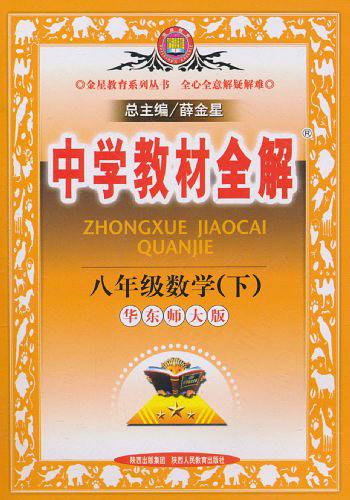 ◎金星教育系列丛书 全心全意解疑解难◎
总主编/薛金星
中学教材全解®
ZHONGXUE JIAOCAI
QUANJIE
八年级数学(下)
华东师大版
陕西出版集团 陕西人民教育出版社